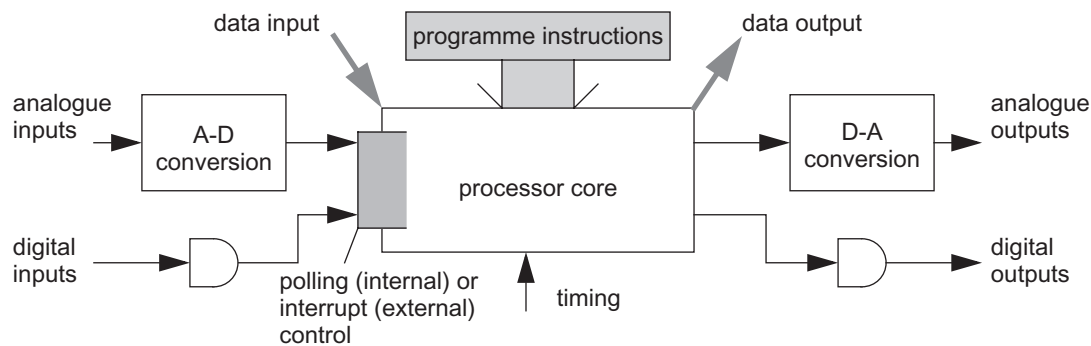 data input
programme instructions
data output
analogue
inputs
A-D
conversion
processor core
D-A
conversion
analogue
outputs
digital
inputs
polling (internal) or
interrupt (external)
control
timing
digital
outputs